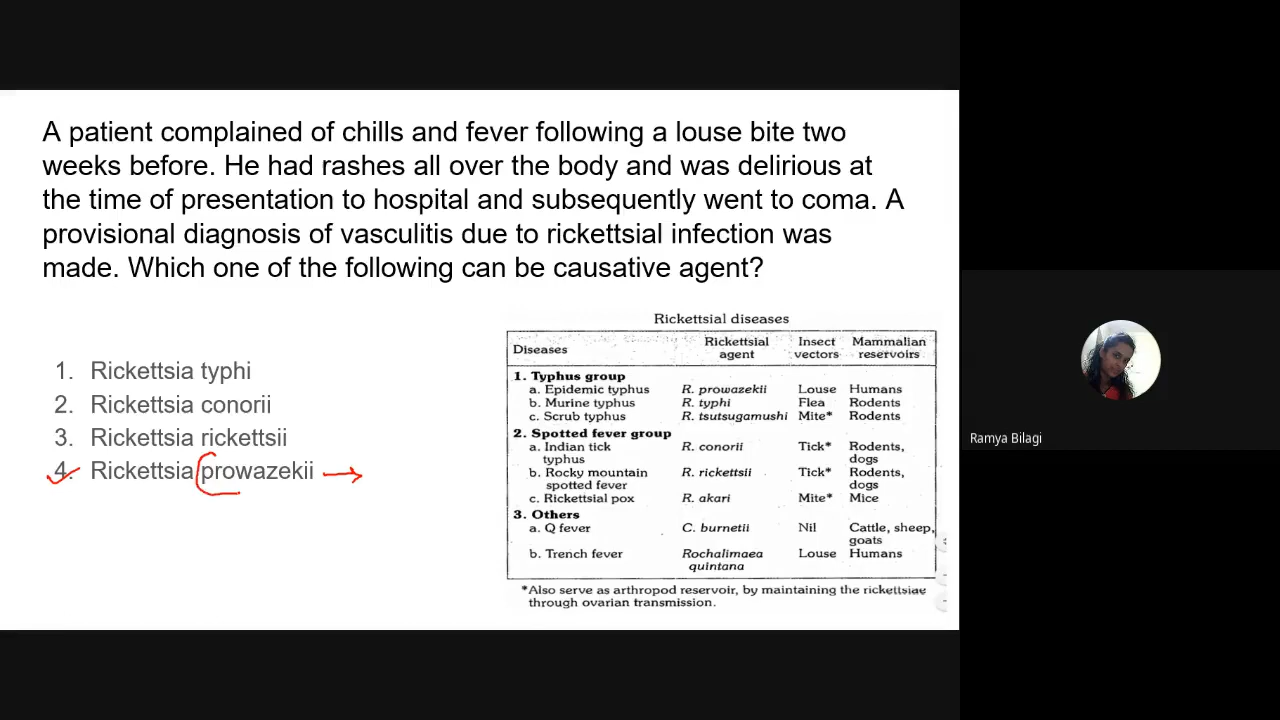 A patient complained of chills and fever following a louse bite two
weeks before. He had rashes all over the body and was delirious at
the time of presentation to hospital and subsequently went to coma. A
provisional diagnosis of vasculitis due to rickettsial infection was
made. Which one of the following can be causative agent?
1. Rickettsia typhi
2. Rickettsia conorii
3. Rickettsia rickettsii
4. Rickettsia prowazekii
Rickettsial diseases
Diseases Rickettsial agent Insect vectors Mammalian reservoirs
1. Typhus group
a. Epidemic typhus R. prowazekii Louse Humans
b. Murine typhus R. typhi Flea Rodents
c. Scrub typhus R. tsutsugamushi Mite* Rodents
2. Spotted fever group
a. Indian tick typhus R. conorii Tick* Rodents, dogs
b. Rocky mountain spotted fever R. rickettsii Tick* Rodents, dogs
c. Rickettsial pox R. akari Mite* Mice
3. Others
a. Q fever C. burnetii Nil Cattle, sheep, goats
b. Trench fever Rochalimaea quintana Louse Humans
*Also serve as arthropod reservoir, by maintaining the rickettsiae
through ovarian transmission.
Ramya Bilagi